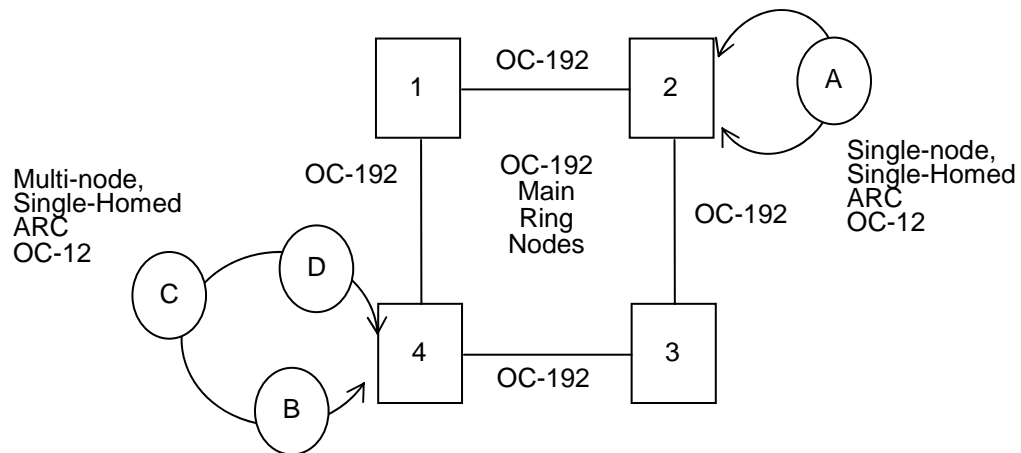 OC-192
1
2
A
OC-192
OC-192
Main
Ring
Nodes
Single-node,
Single-Homed
ARC
OC-12
Multi-node,
Single-Homed
ARC
OC-12
OC-192
D
C
4
3
OC-192
B